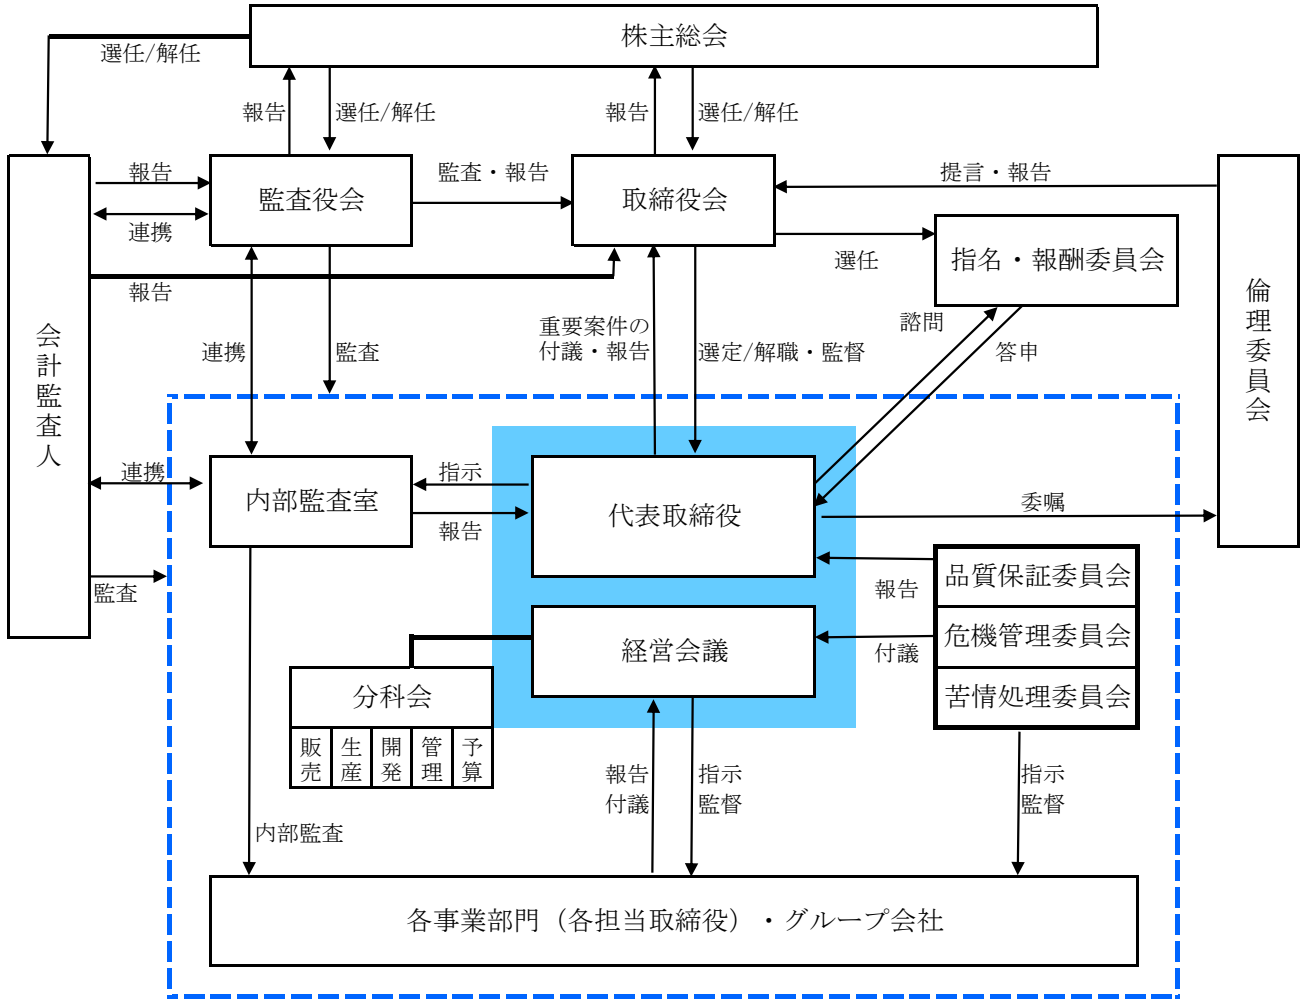 株主総会
選任/解任
報告
選任/解任
報告
選任/解任
報告
連携
監査役会
監査・報告
取締役会
提言・報告
選任
指名・報酬委員会
報告
会計監査人
倫理委員会
連携
監査
重要案件の
付議・報告
選定/解職・監督
諮問
答申
連携
内部監査室
指示
報告
代表取締役
委嘱
監査
報告
付議
品質保証委員会
危機管理委員会
苦情処理委員会
経営会議
分科会
販売
生産
開発
管理
予算
報告
付議
指示
監督
指示
監督
内部監査
各事業部門（各担当取締役）・グループ会社